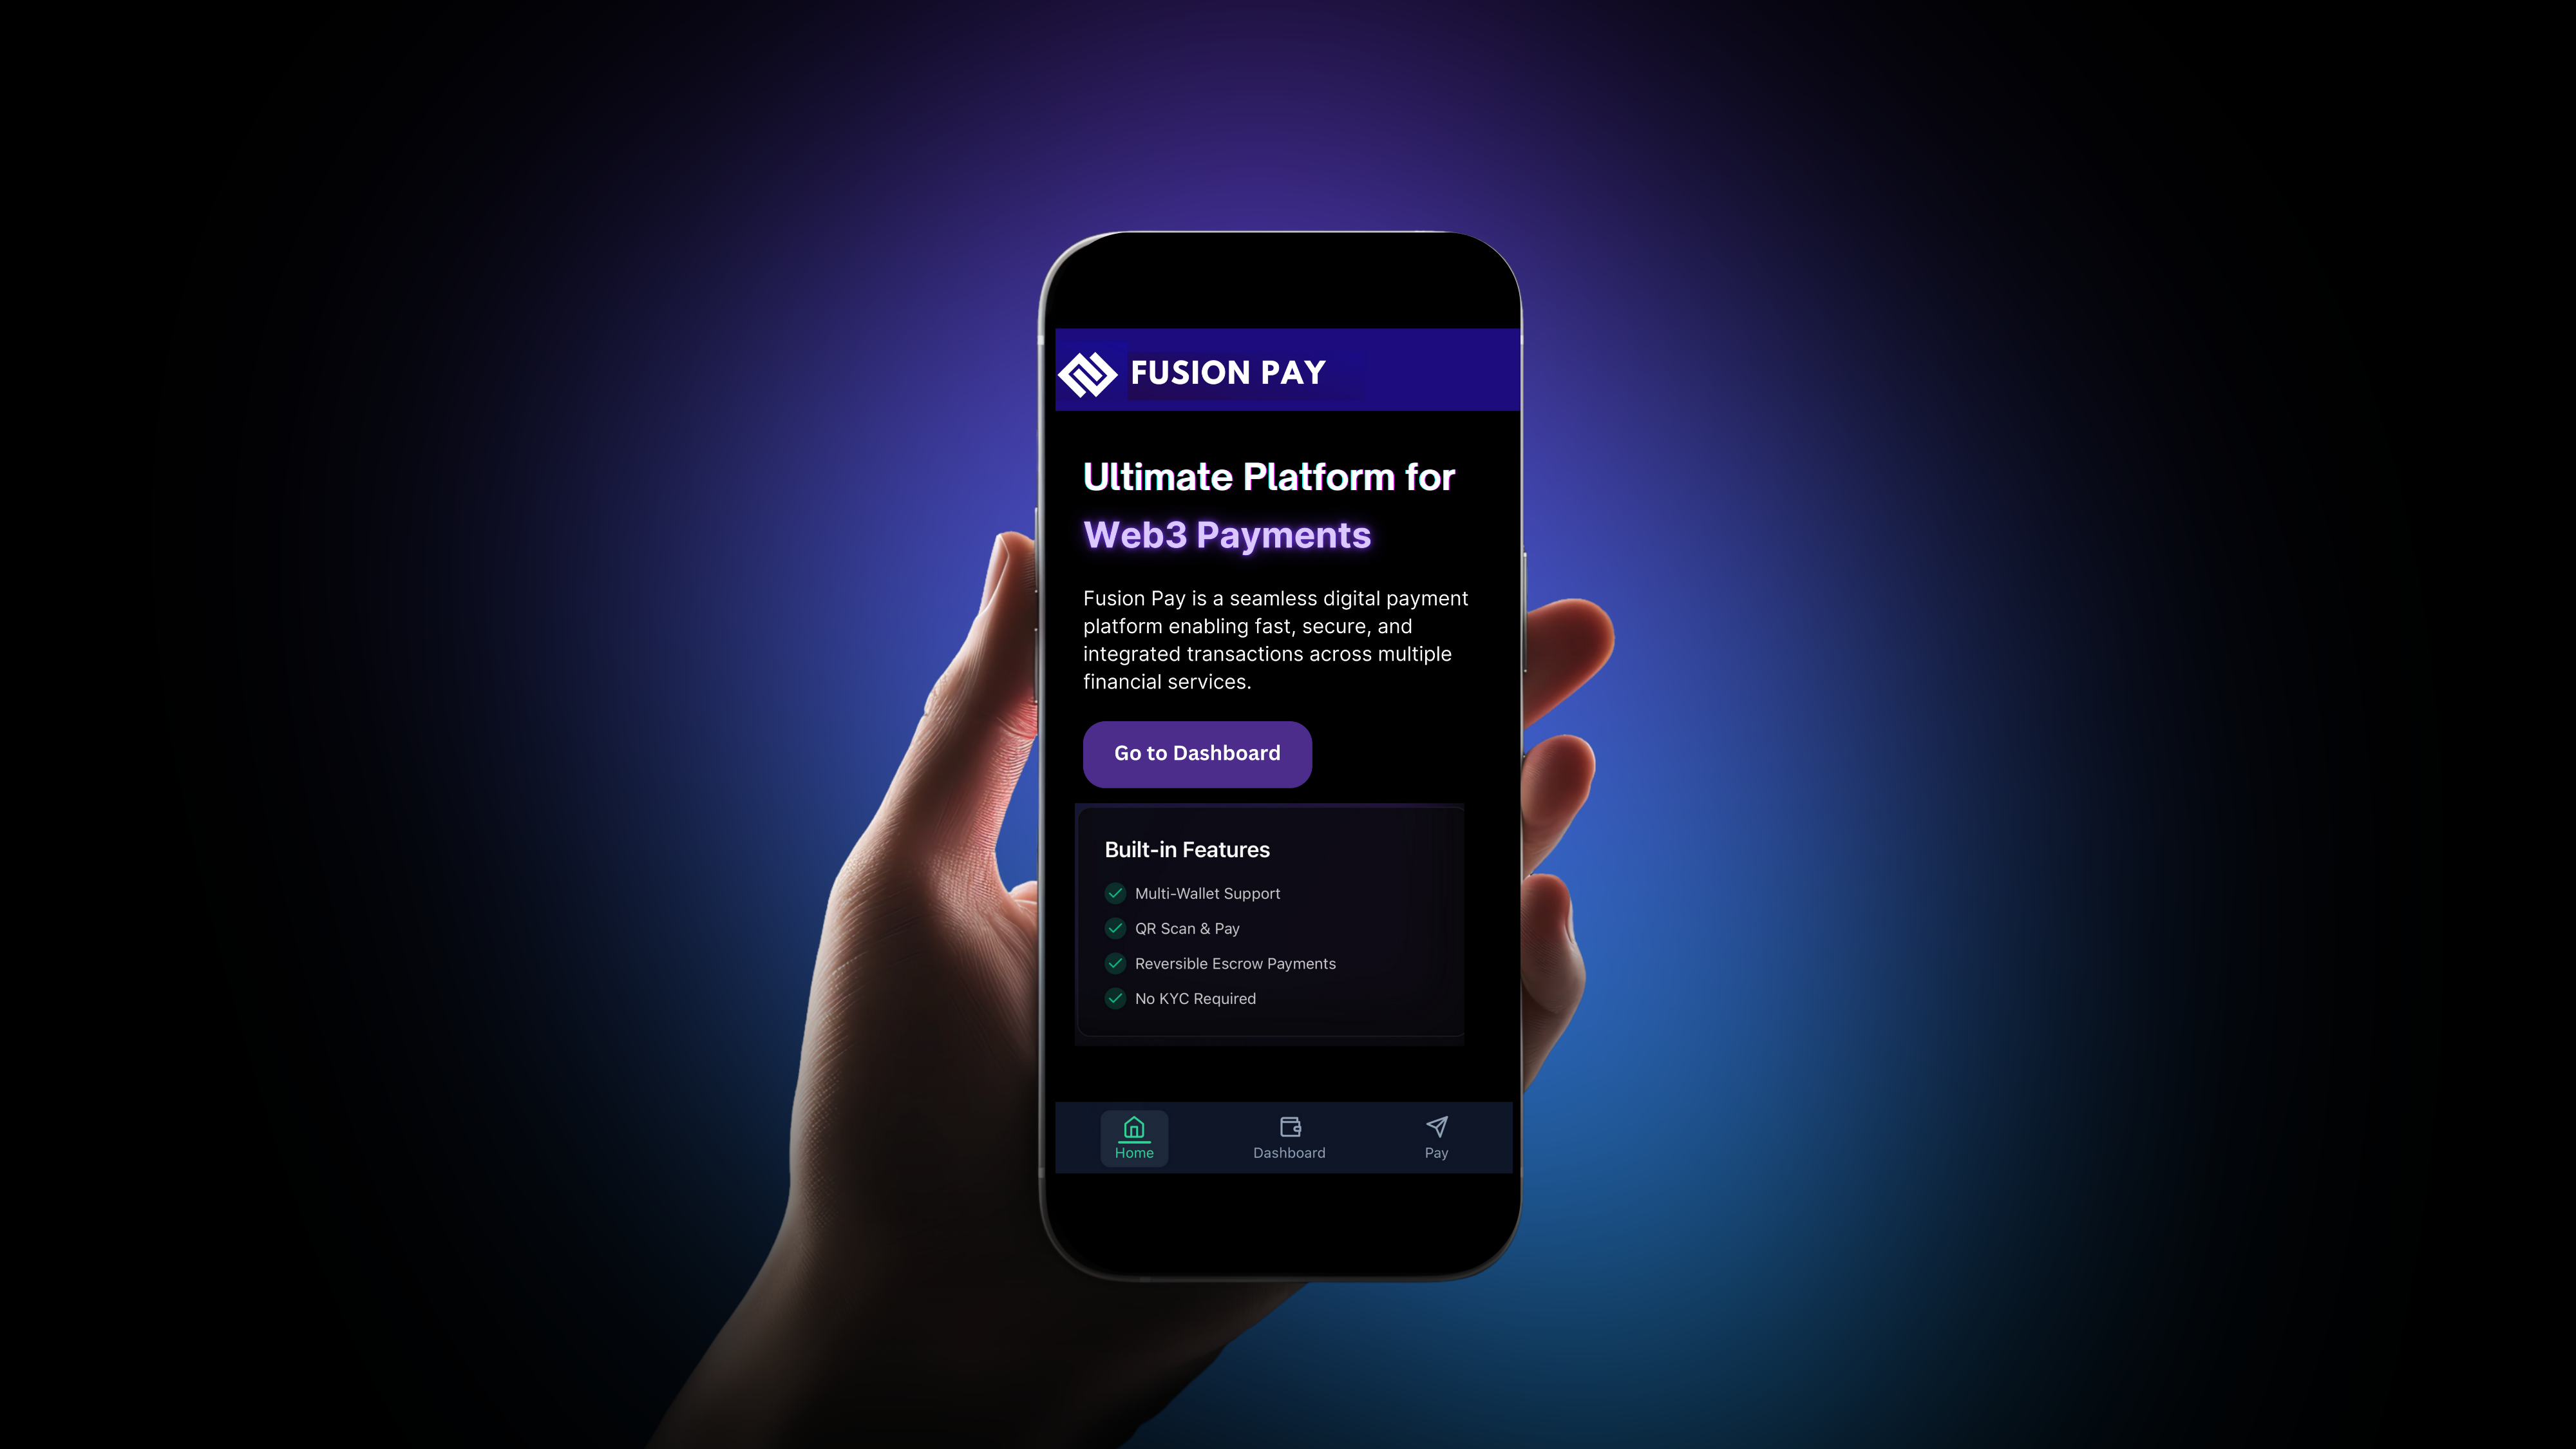 FUSION PAY
Ultimate Platform for
Web3 Payments
Fusion Pay is a seamless digital payment
platform enabling fast, secure, and
integrated transactions across multiple
financial services.
Go to Dashboard
Built-in Features
Multi-Wallet Support
QR Scan & Pay
Reversible Escrow Payments
No KYC Required
Home
Dashboard
Pay